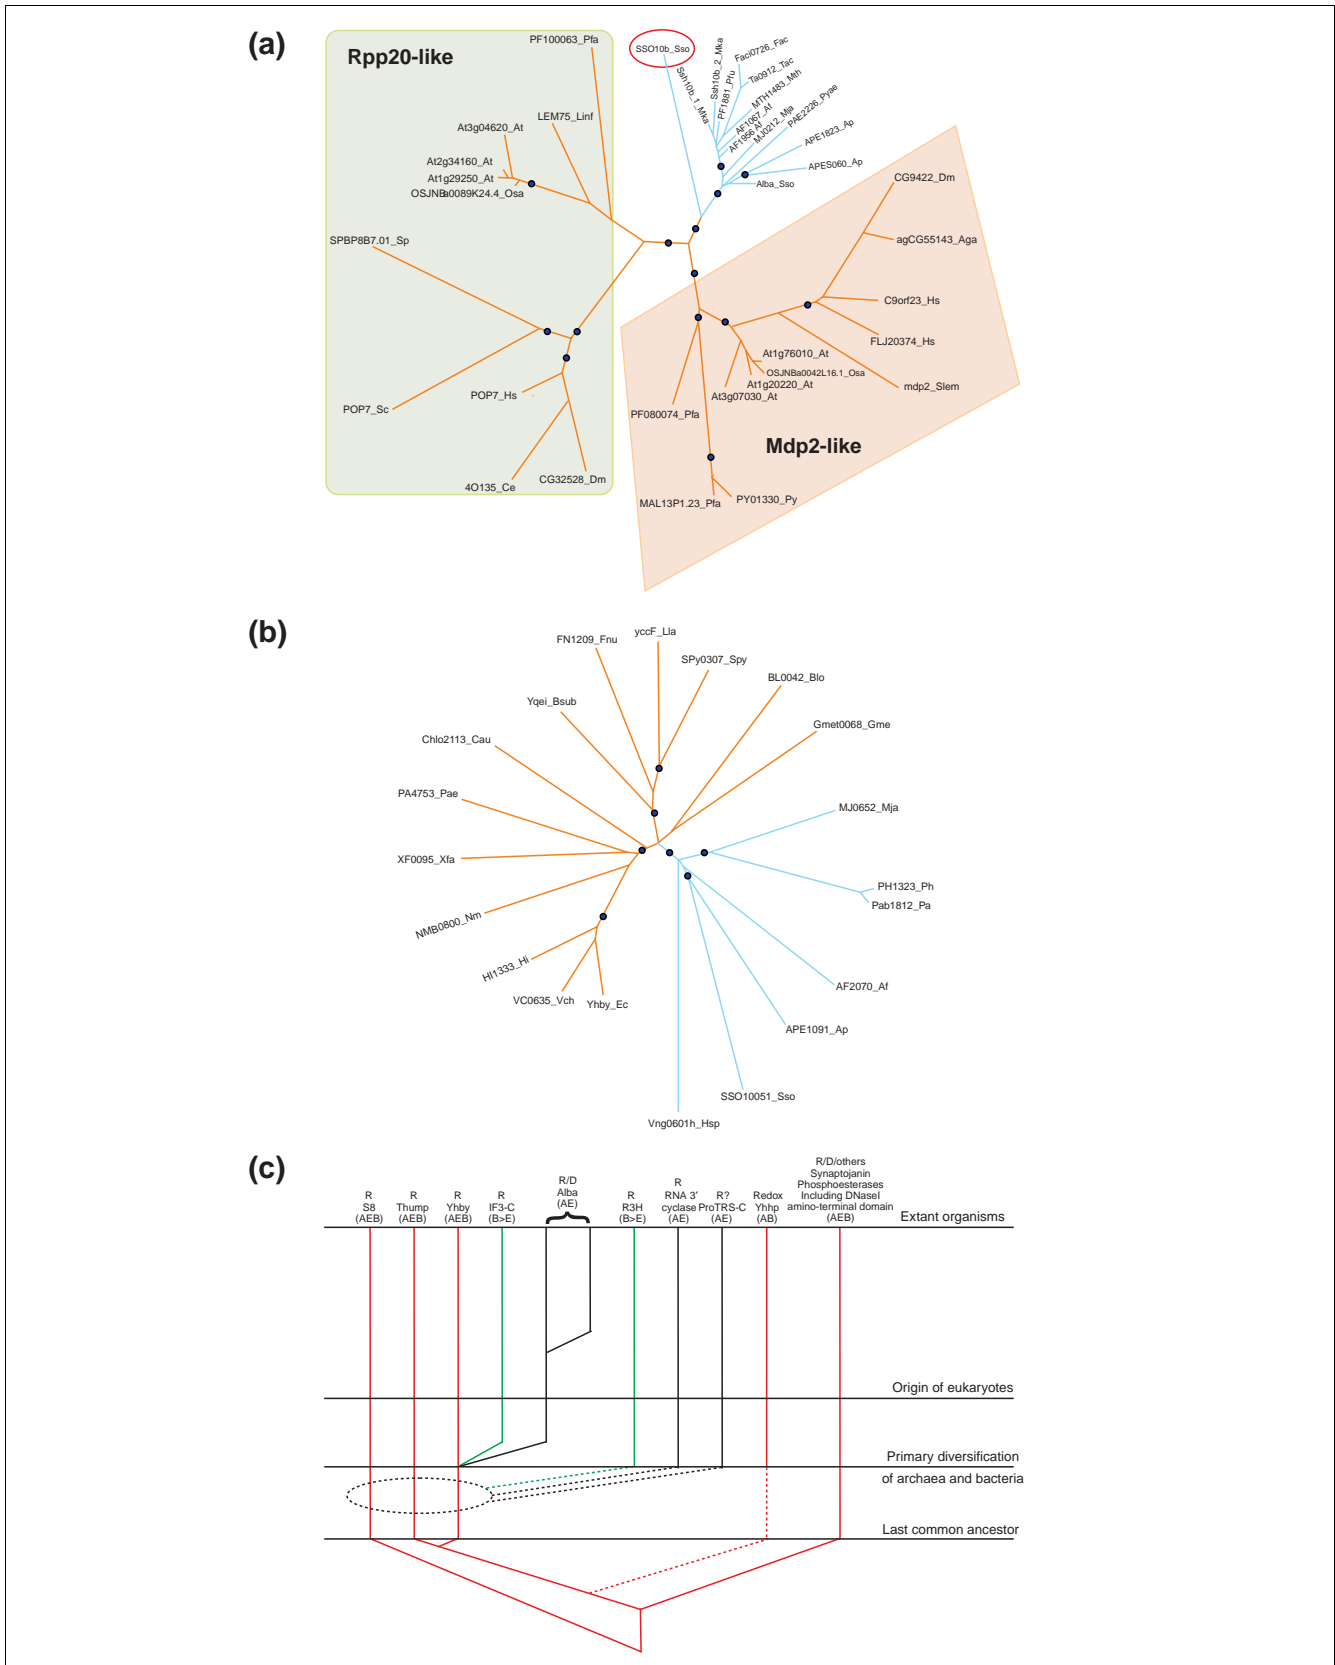 (a)
Rpp20-like
PF100063_Pfa
LEM75_Linf
At3g04620_At
At2g34160_At
At1g29250_At
OSJNBa0089K24.4_Osa
SPBP8B7.01_Sp
POP7_Sc
POP7_Hs
4O135_Ce
CG32528_Dm
SSO10b_Sso
Ssh10b_1_Mka
Ssh10b_2_Mka
PF1881_Pfu
Faci0726_Fac
Ta0912_Tac
MTH1483_Mth
AF1067_Af
AF1956_Af
MJ0212_Mja
PAE2226_Pyae
APE1823_Ap
APES060_Ap
Alba_Sso
CG9422_Dm
agCG55143_Aga
C9orf23_Hs
FLJ20374_Hs
mdp2_Slem
At1g76010_At
OSJNBa0042L16.1_Osa
At1g20220_At
At3g07030_At
PF080074_Pfa
Mdp2-like
MAL13P1.23_Pfa
PY01330_Py
(b)
FN1209_Fnu
yccF_Lla
SPy0307_Spy
BL0042_Blo
Yqei_Bsub
Gmet0068_Gme
Chlo2113_Cau
PA4753_Pae
MJ0652_Mja
XF0095_Xfa
PH1323_Ph
Pab1812_Pa
NMB0800_Nm
HI1333_Hi
VC0635_Vch
Yhby_Ec
AF2070_Af
APE1091_Ap
SSO10051_Sso
Vng0601h_Hsp
(c)
R
S8
(AEB)
R
Thump
(AEB)
R
Yhby
(AEB)
R
IF3-C
(B>E)
R/D
Alba
(AE)
R
R3H
(B>E)
R
RNA 3'
cyclase
(AE)
R?
ProTRS-C
(AE)
Redox
Yhhp
(AB)
R/D/others
Synaptojanin
Phosphoesterases
Including DNaseI
amino-terminal domain
(AEB)
Extant organisms
Origin of eukaryotes
Primary diversification
of archaea and bacteria
Last common ancestor